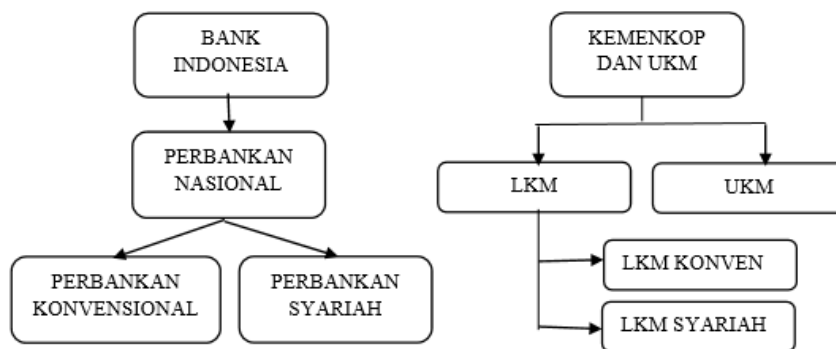 BANK
INDONESIA
PERBANKAN
NASIONAL
PERBANKAN
KONVENSIONAL
PERBANKAN
SYARIAH
KEMENKOP
DAN UKM
LKM
UKM
LKM KONVEN
LKM SYARIAH